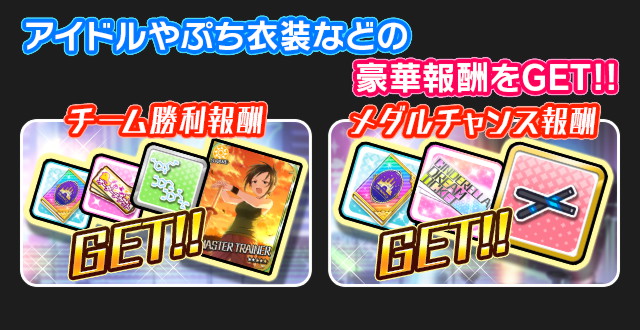 アイドルやぷち衣装などの
豪華報酬をGET!!
チーム勝利報酬
メダルチャンス報酬
GET!!
MASTER TRAINER
CINDERELLA
DREAM
GET!!